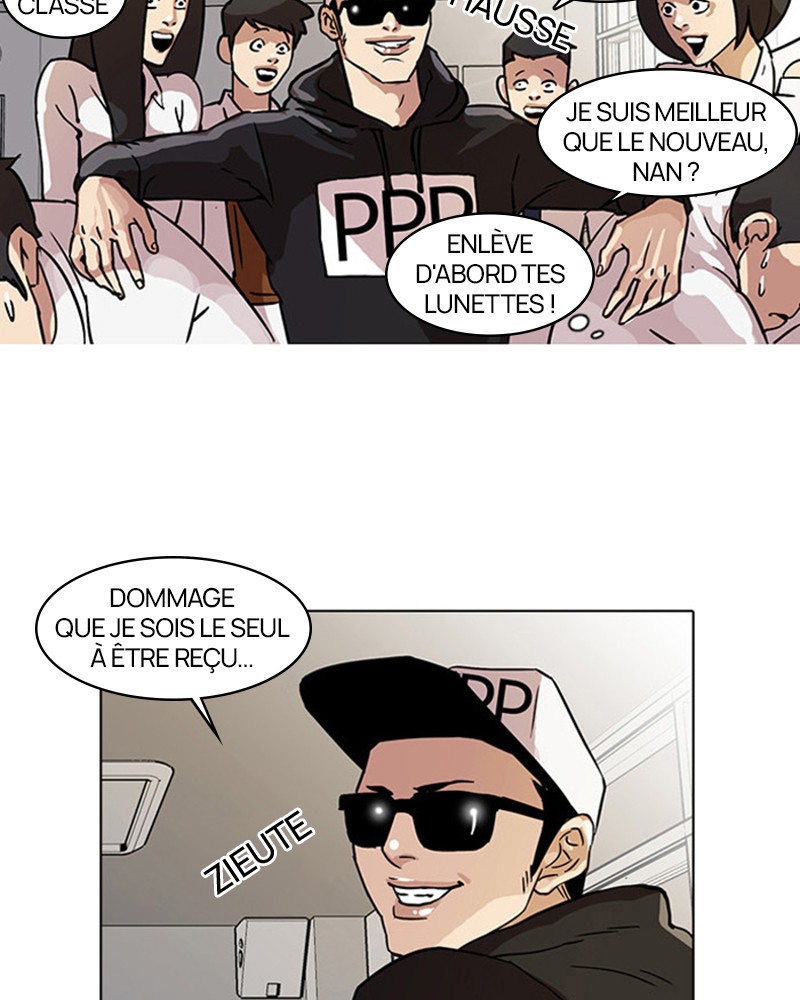 CLASSE
HAUSSE
JE SUIS MEILLEUR
QUE LE NOUVEAU,
NAN ?
PPP
ENLÈVE
D'ABORD TES
LUNETTES !
DOMMAGE
QUE JE SOIS LE SEUL
À ÊTRE REÇU...
PP
ZIEUTE